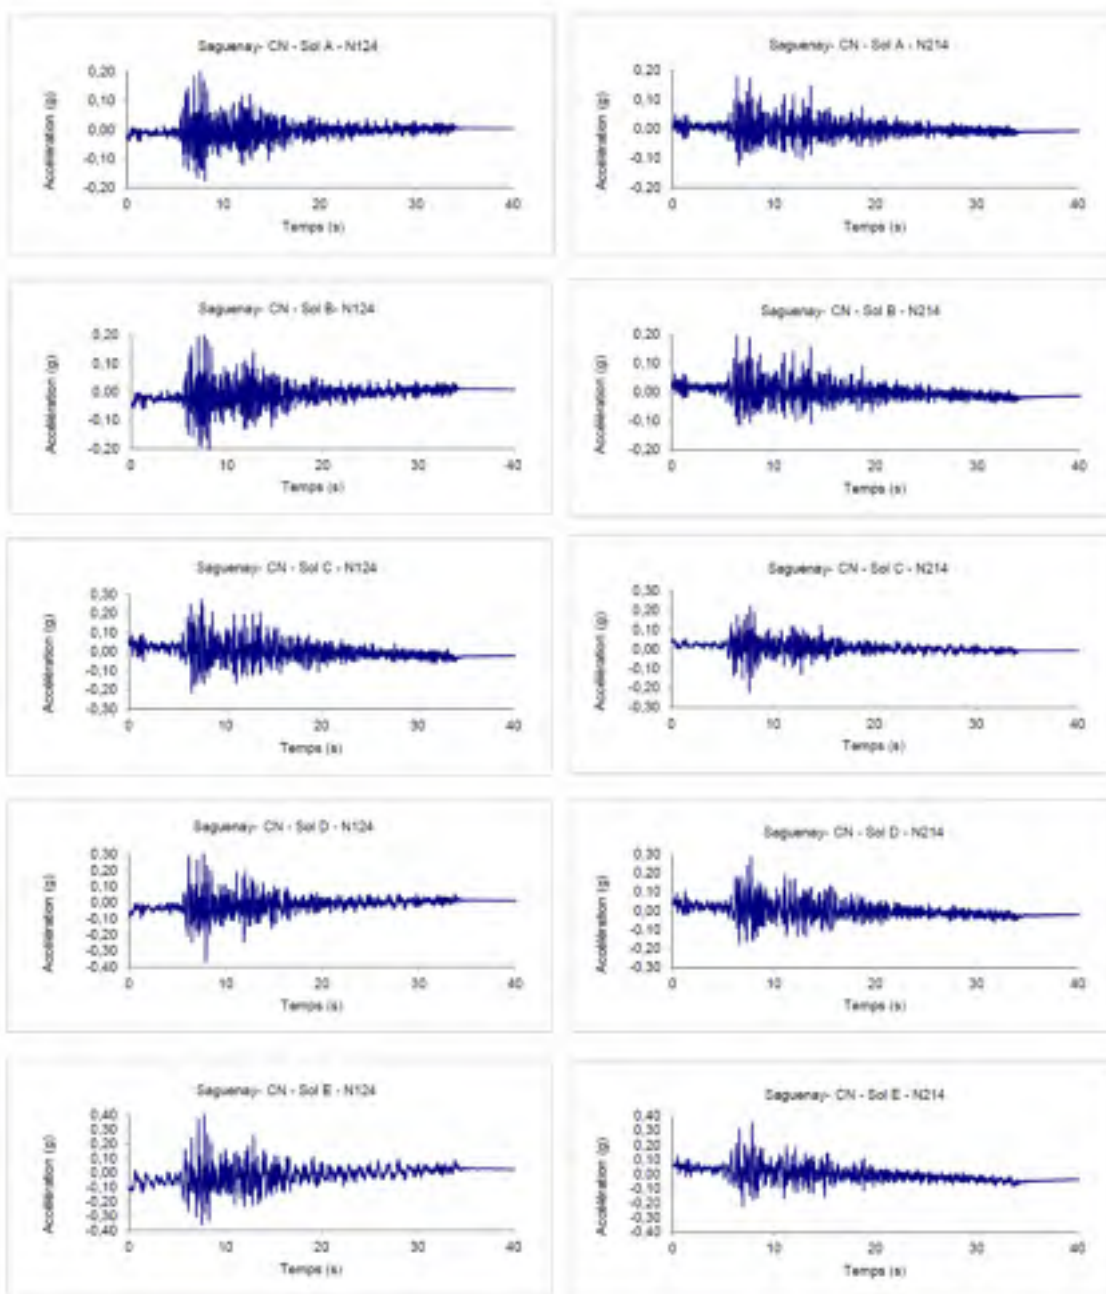 Saguenay- CN - Sol A - N124
Accélération (g)
0,20
0,10
0,00
-0,10
-0,20
0 10 20 30 40
Temps (s)
Saguenay- CN - Sol A - N214
Accélération (g)
0,20
0,10
0,00
-0,10
-0,20
0 10 20 30 40
Temps (s)
Saguenay- CN - Sol B- N124
Accélération (g)
0,20
0,10
0,00
-0,10
-0,20
0 10 20 30 40
Temps (s)
Saguenay- CN - Sol B - N214
Accélération (g)
0,20
0,10
0,00
-0,10
-0,20
0 10 20 30 40
Temps (s)
Saguenay- CN - Sol C - N124
Accélération (g)
0,30
0,20
0,10
0,00
-0,10
-0,20
-0,30
0 10 20 30 40
Temps (s)
Saguenay- CN - Sol C - N214
Accélération (g)
0,30
0,20
0,10
0,00
-0,10
-0,20
-0,30
0 10 20 30 40
Temps (s)
Saguenay- CN - Sol D - N124
Accélération (g)
0,30
0,20
0,10
0,00
-0,10
-0,20
-0,30
-0,40
0 10 20 30 40
Temps (s)
Saguenay- CN - Sol D - N214
Accélération (g)
0,30
0,20
0,10
0,00
-0,10
-0,20
-0,30
0 10 20 30 40
Temps (s)
Saguenay- CN - Sol E - N124
Accélération (g)
0,40
0,30
0,20
0,10
0,00
-0,10
-0,20
-0,30
-0,40
0 10 20 30 40
Temps (s)
Saguenay- CN - Sol E - N214
Accélération (g)
0,40
0,30
0,20
0,10
0,00
-0,10
-0,20
-0,30
-0,40
0 10 20 30 40
Temps (s)